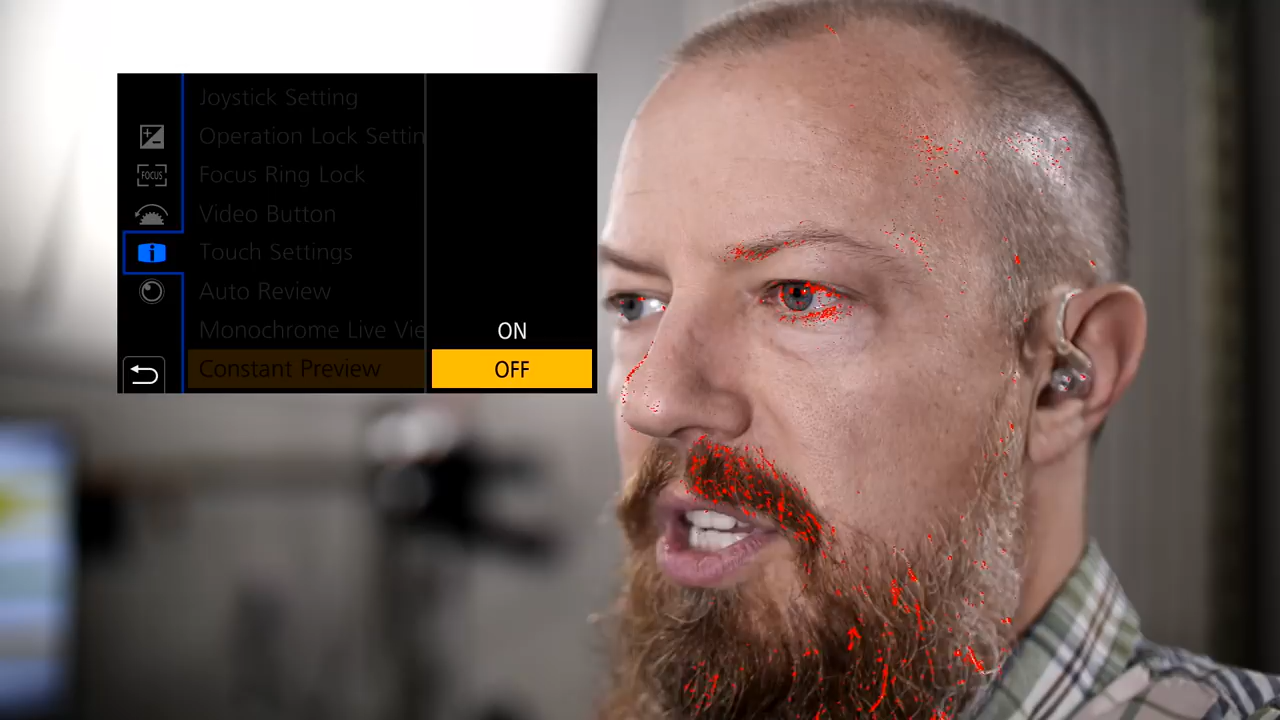 Joystick Setting
Operation Lock Settin
FOCUS
Focus Ring Lock
Video Button
Touch Settings
Auto Review
Monochrome Live Vie
ON
Constant Preview
OFF